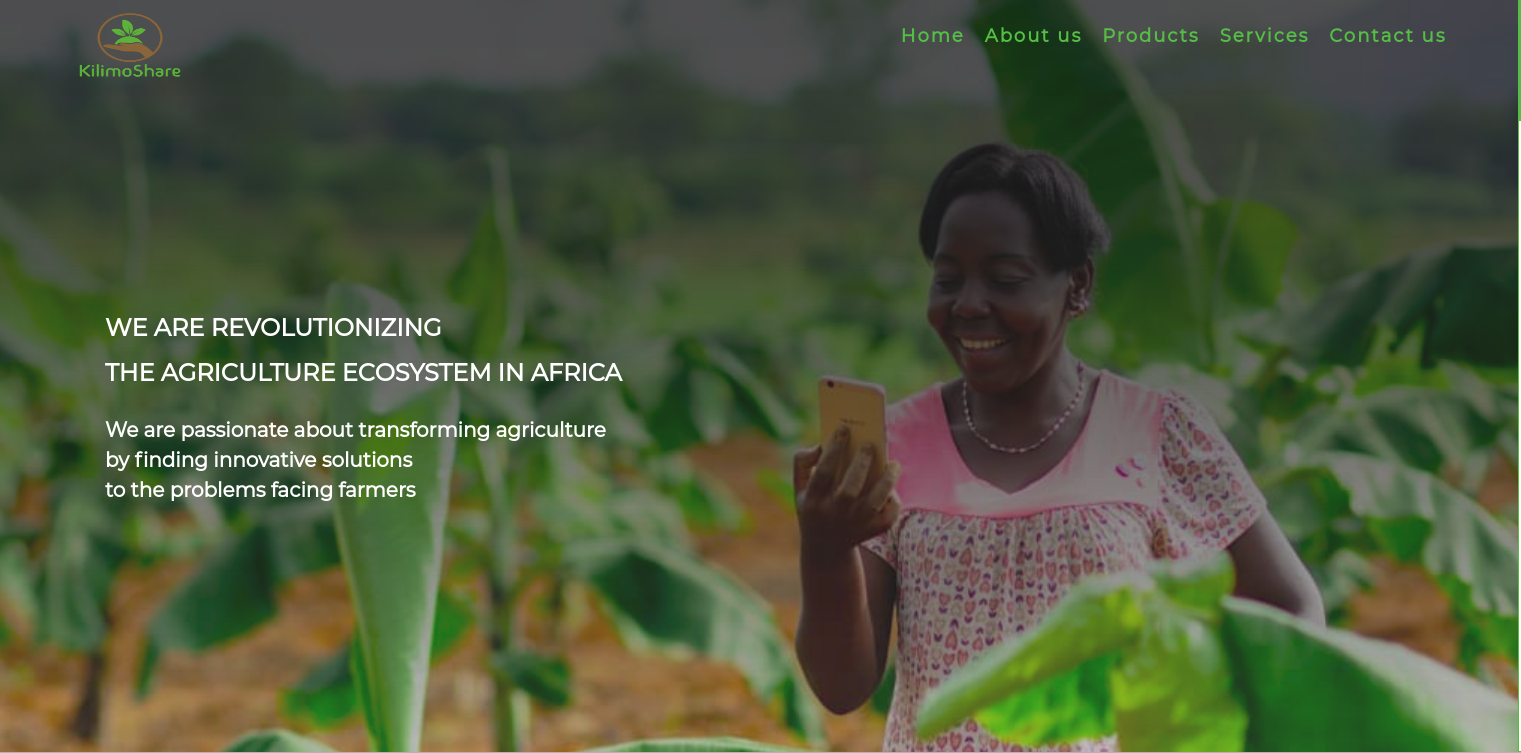 KilimoShare
Home About us Products Services Contact us
WE ARE REVOLUTIONIZING
THE AGRICULTURE ECOSYSTEM IN AFRICA
We are passionate about transforming agriculture
by finding innovative solutions
to the problems facing farmers